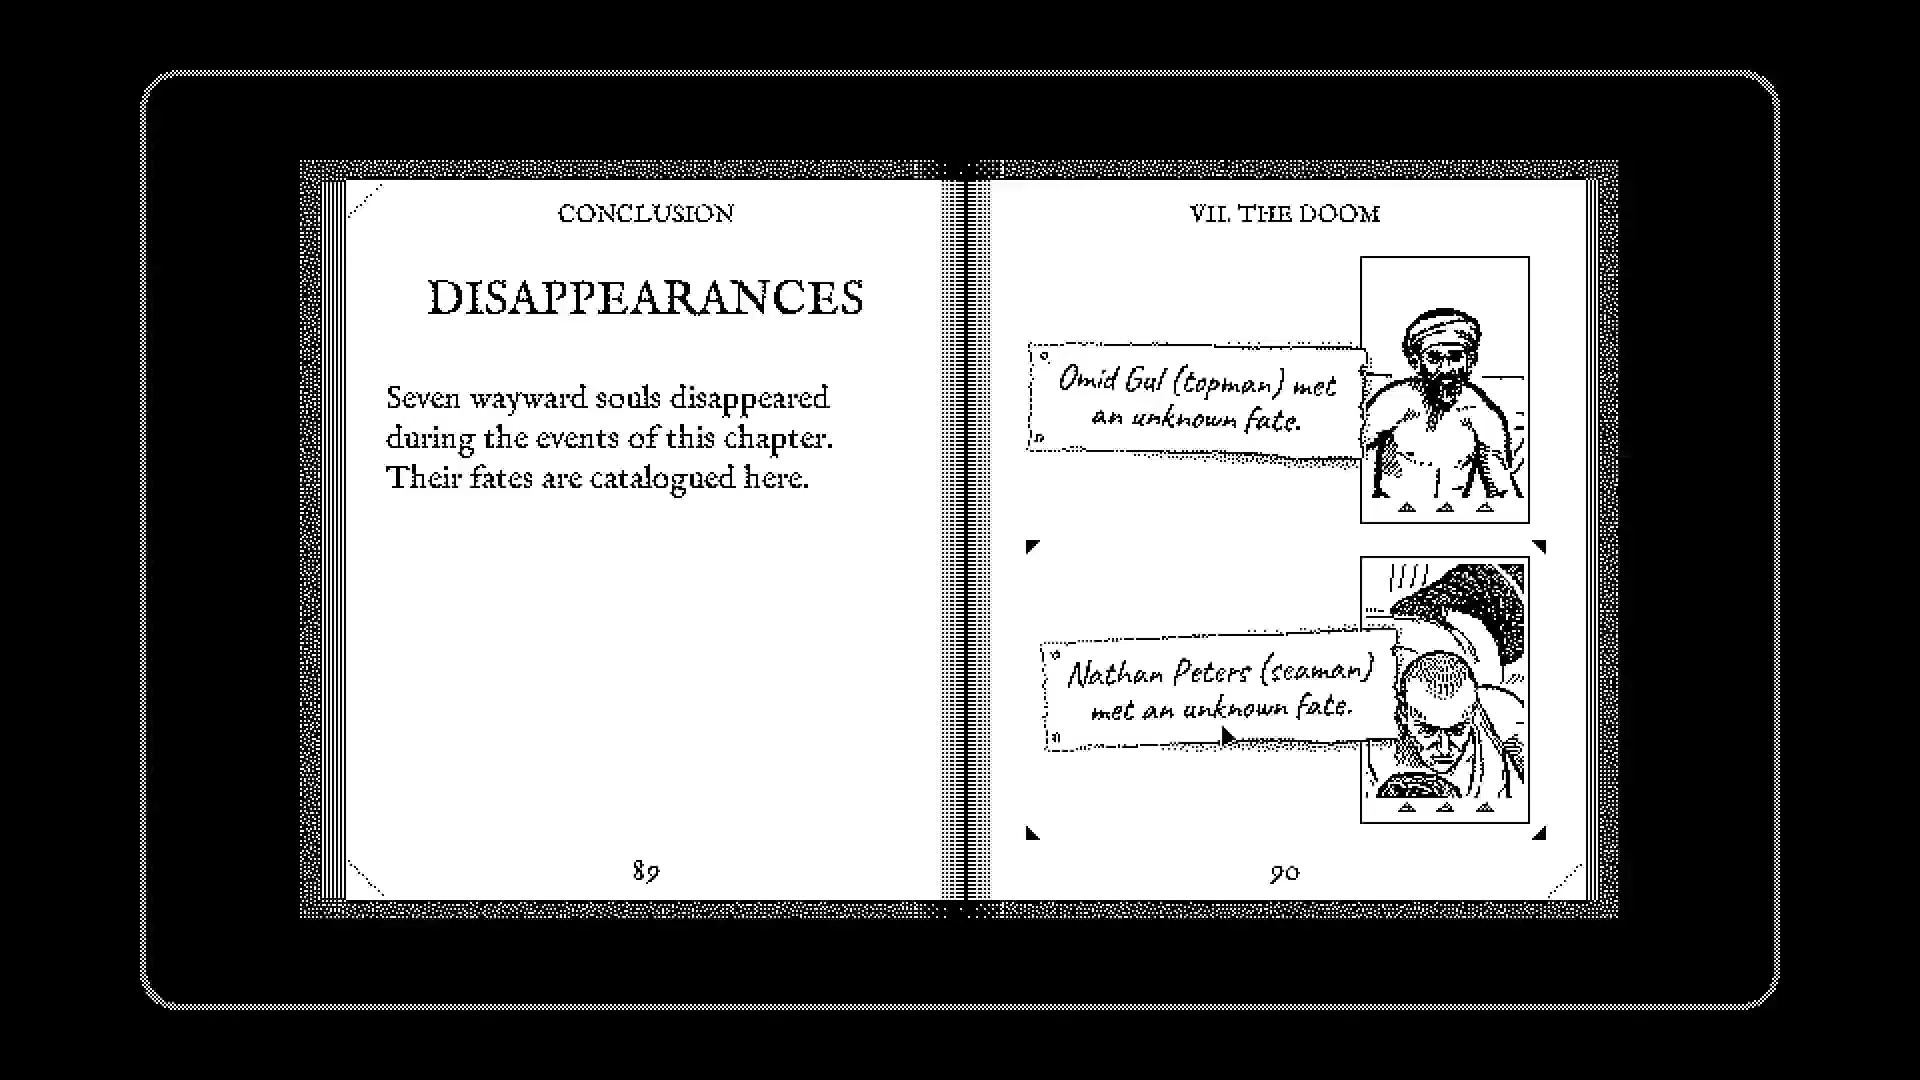 CONCLUSION
DISAPPEARANCES
Seven wayward souls disappeared
during the events of this chapter.
Their fates are catalogued here.
89
VII. THE DOOM
Omid Gul (topman) met
an unknown fate.
Nathan Peters (seaman)
met an unknown fate.
90